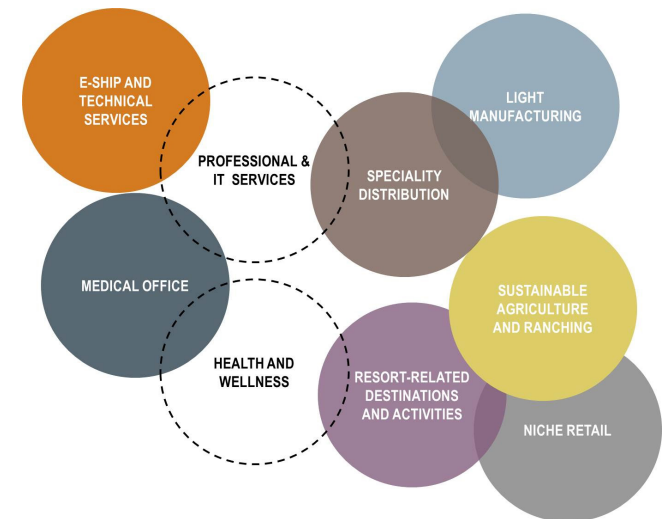 E-SHIP AND
TECHNICAL
SERVICES
LIGHT
MANUFACTURING
PROFESSIONAL &
IT SERVICES
SPECIALITY
DISTRIBUTION
MEDICAL OFFICE
SUSTAINABLE
AGRICULTURE
AND RANCHING
HEALTH AND
WELLNESS
RESORT-RELATED
DESTINATIONS
AND ACTIVITIES
NICHE RETAIL